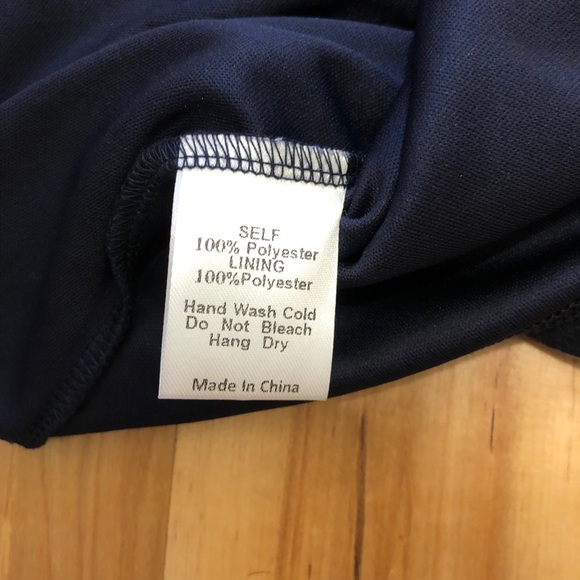 SELF
100% Polyester
LINING
100%Polyester
Hand Wash Cold
Do Not Bleach
Hang Dry
Made In China